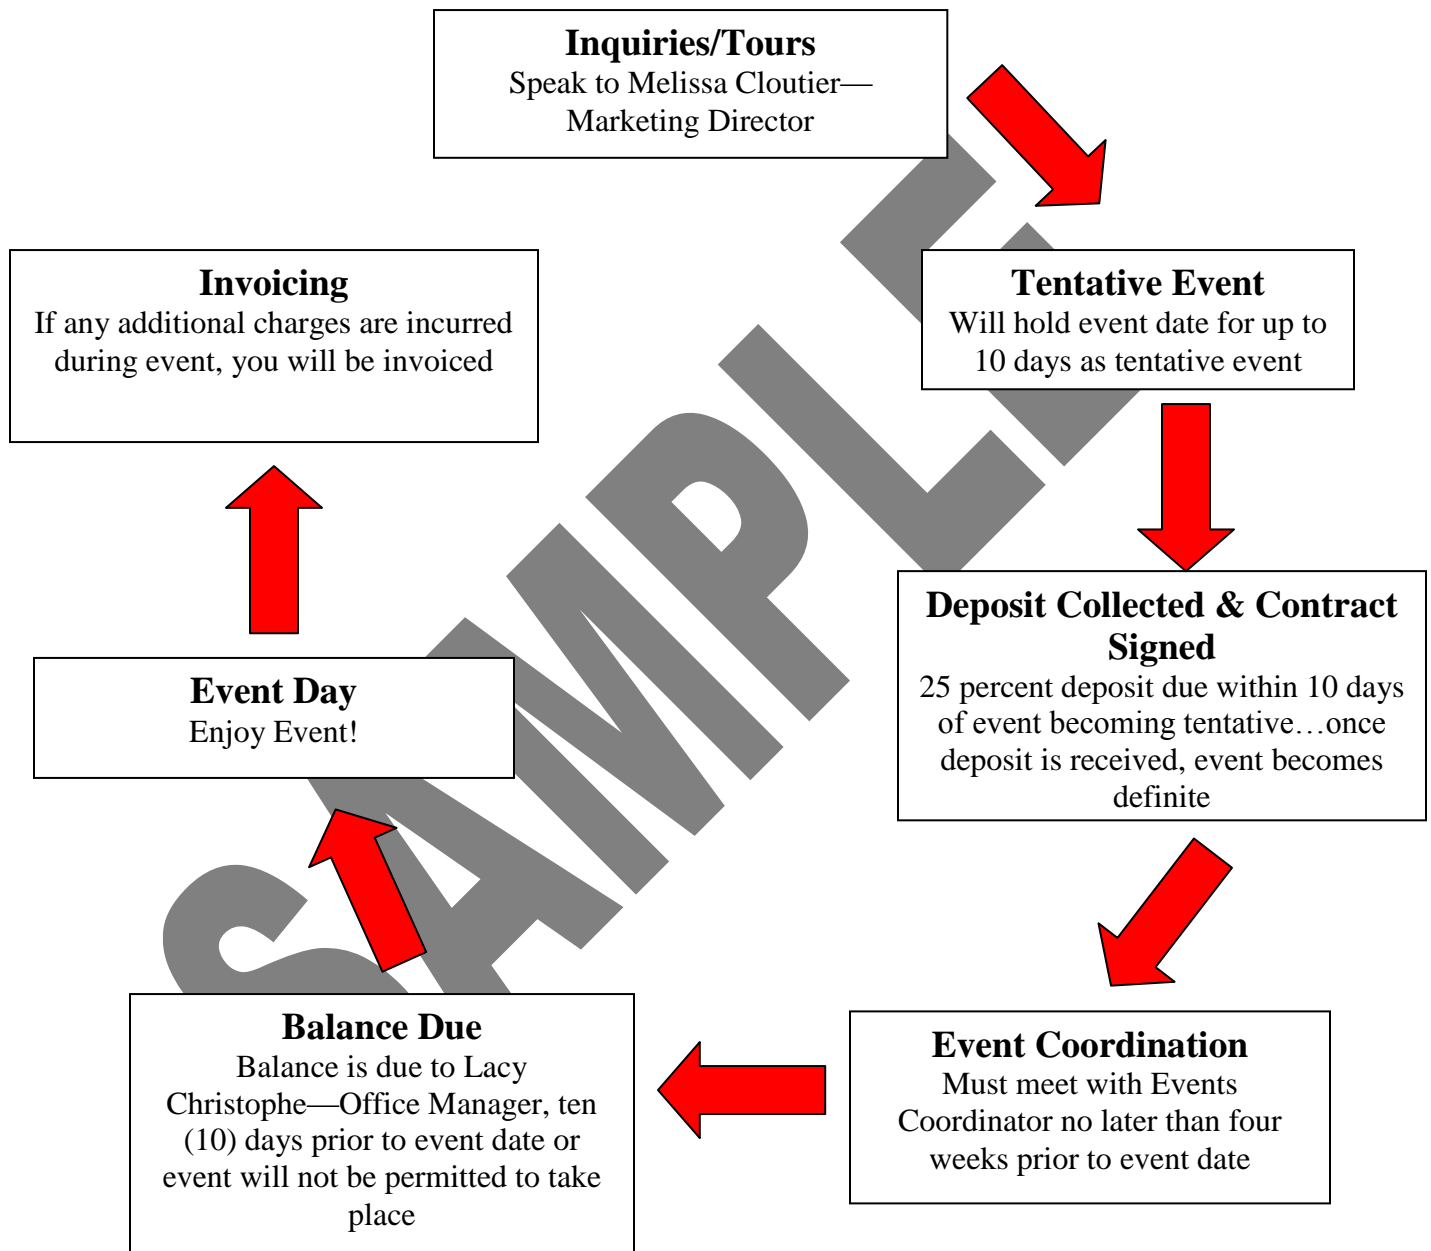 Inquiries/Tours
Speak to Melissa Cloutier—
Marketing Director
Tentative Event
Will hold event date for up to
10 days as tentative event
Deposit Collected & Contract
Signed
25 percent deposit due within 10 days
of event becoming tentative…once
deposit is received, event becomes
definite
Event Coordination
Must meet with Events
Coordinator no later than four
weeks prior to event date
Balance Due
Balance is due to Lacy
Christophe—Office Manager, ten
(10) days prior to event date or
event will not be permitted to take
place
Event Day
Enjoy Event!
Invoicing
If any additional charges are incurred
during event, you will be invoiced
SAMPLE